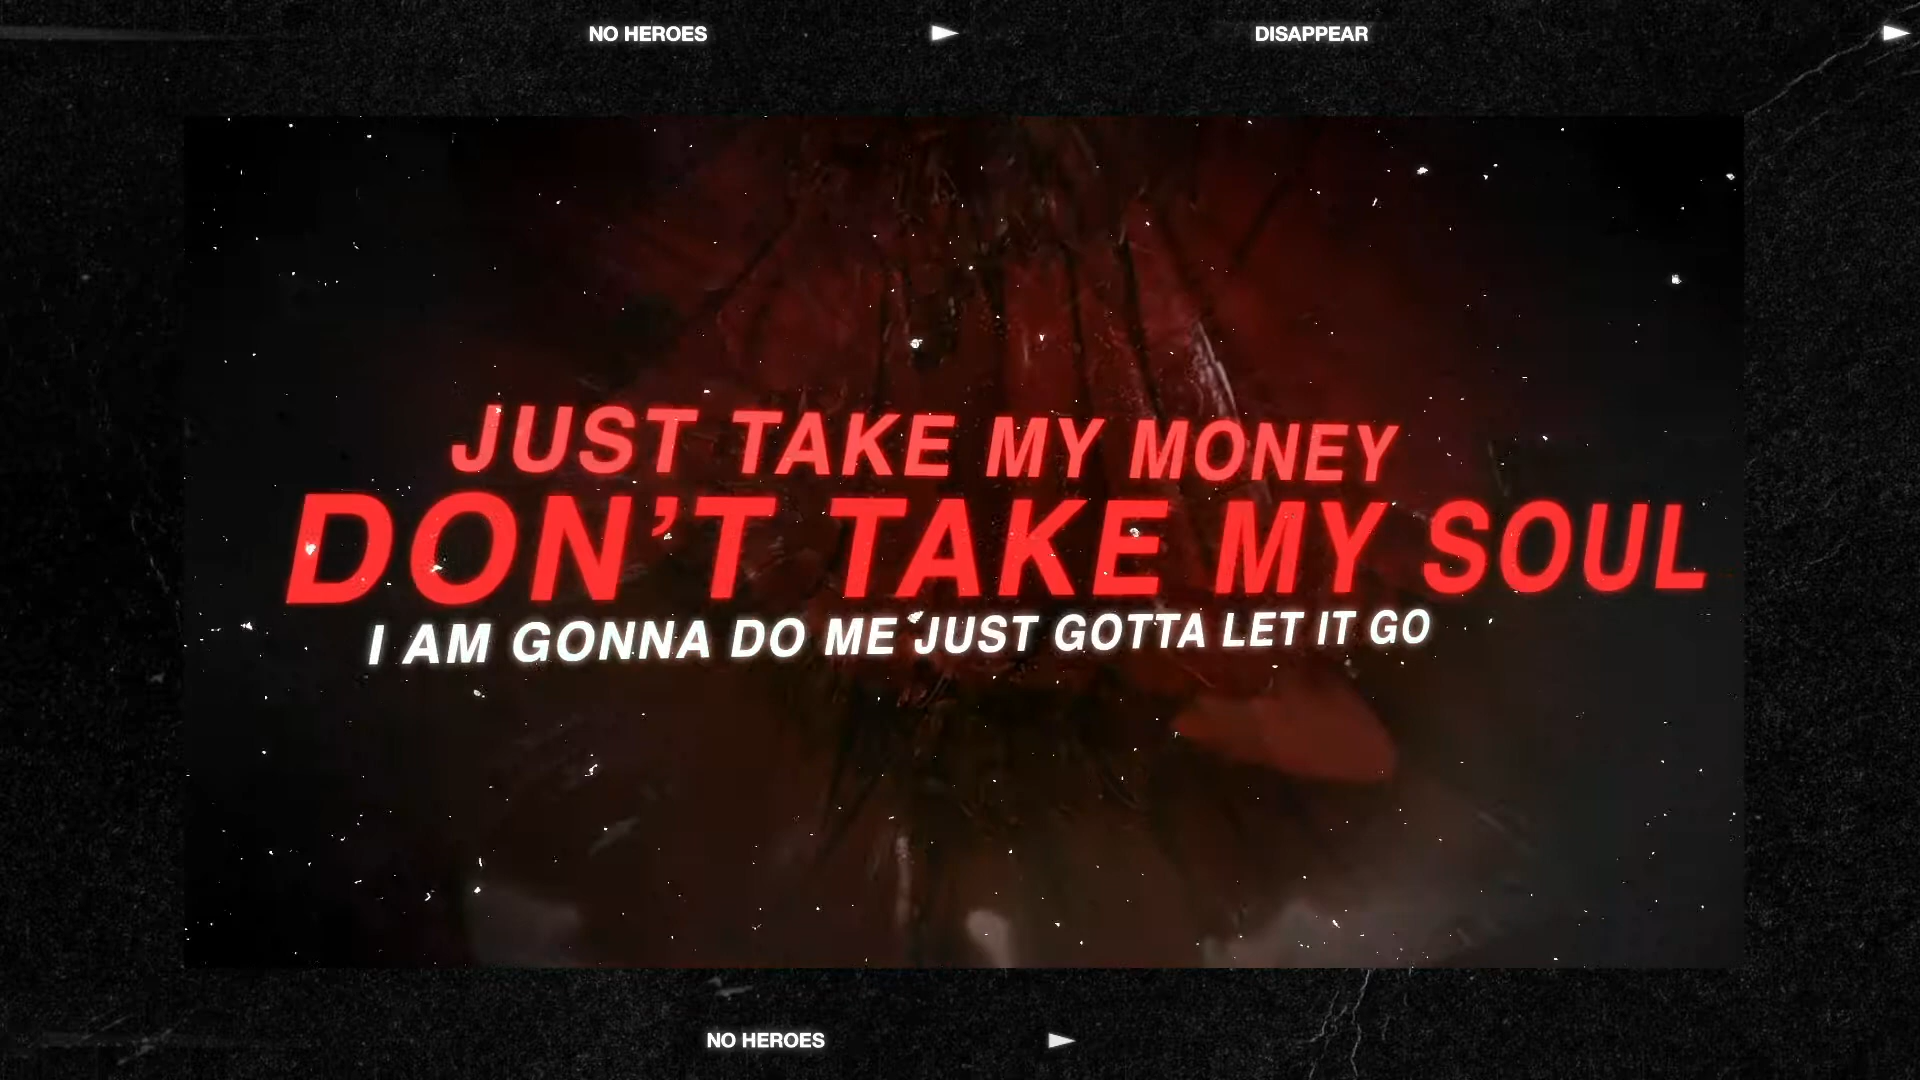 NO HEROES DISAPPEAR
JUST TAKE MY MONEY
DON'T TAKE MY SOUL
I AM GONNA DO ME JUST GOTTA LET IT GO
NO HEROES